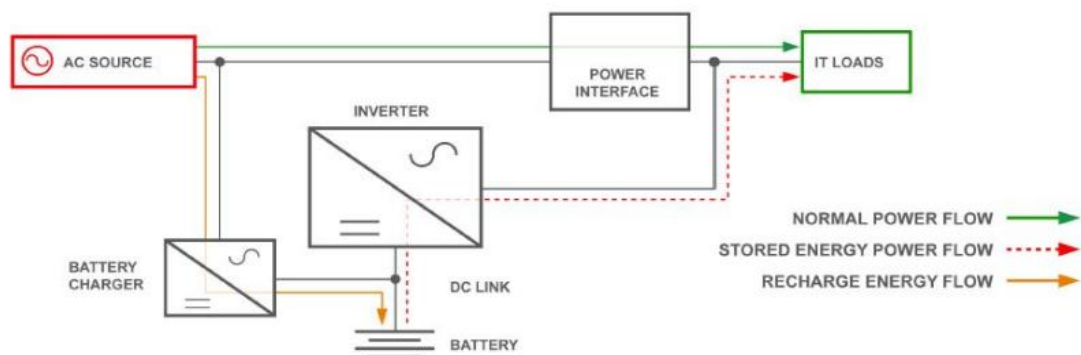 AC SOURCE
POWER
INTERFACE
IT LOADS
INVERTER
NORMAL POWER FLOW
STORED ENERGY POWER FLOW
BATTERY
CHARGER
DC LINK
RECHARGE ENERGY FLOW
BATTERY